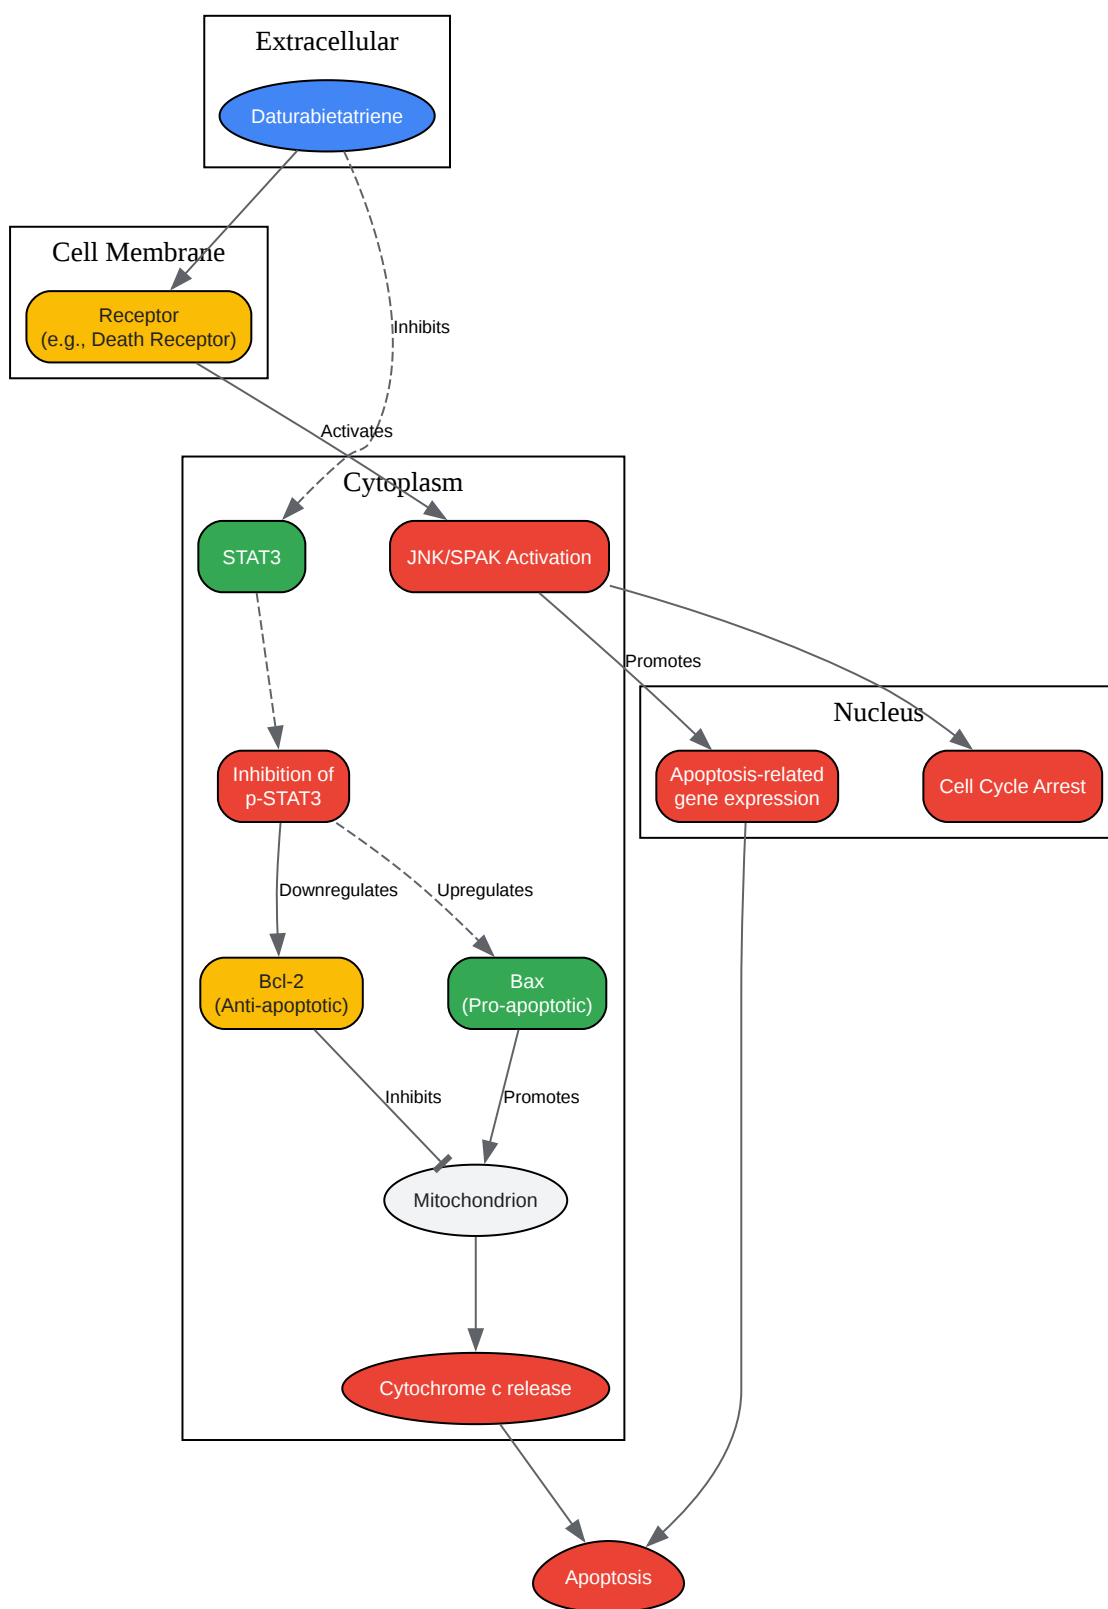 Extracellular
Daturabietatriene
Cell Membrane
Receptor
(e.g., Death Receptor)
Inhibits
Activates
Cytoplasm
STAT3
JNK/SPAK Activation
Promotes
Nucleus
Inhibition of
p-STAT3
Apoptosis-related
gene expression
Cell Cycle Arrest
Downregulates
Upregulates
Bcl-2
(Anti-apoptotic)
Bax
(Pro-apoptotic)
Inhibits
Promotes
Mitochondrion
Cytochrome c release
Apoptosis